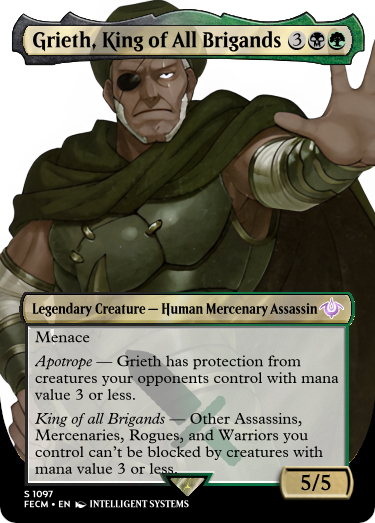 Grieth, King of All Brigands 3
Legendary Creature — Human Mercenary Assassin
Menace
Apotrope — Grieth has protection from
creatures your opponents control with mana
value 3 or less.
King of all Brigands — Other Assassins,
Mercenaries, Rogues, and Warriors you
control can't be blocked by creatures with
mana value 3 or less.
5/5
S 1097
FECM • EN INTELLIGENT SYSTEMS